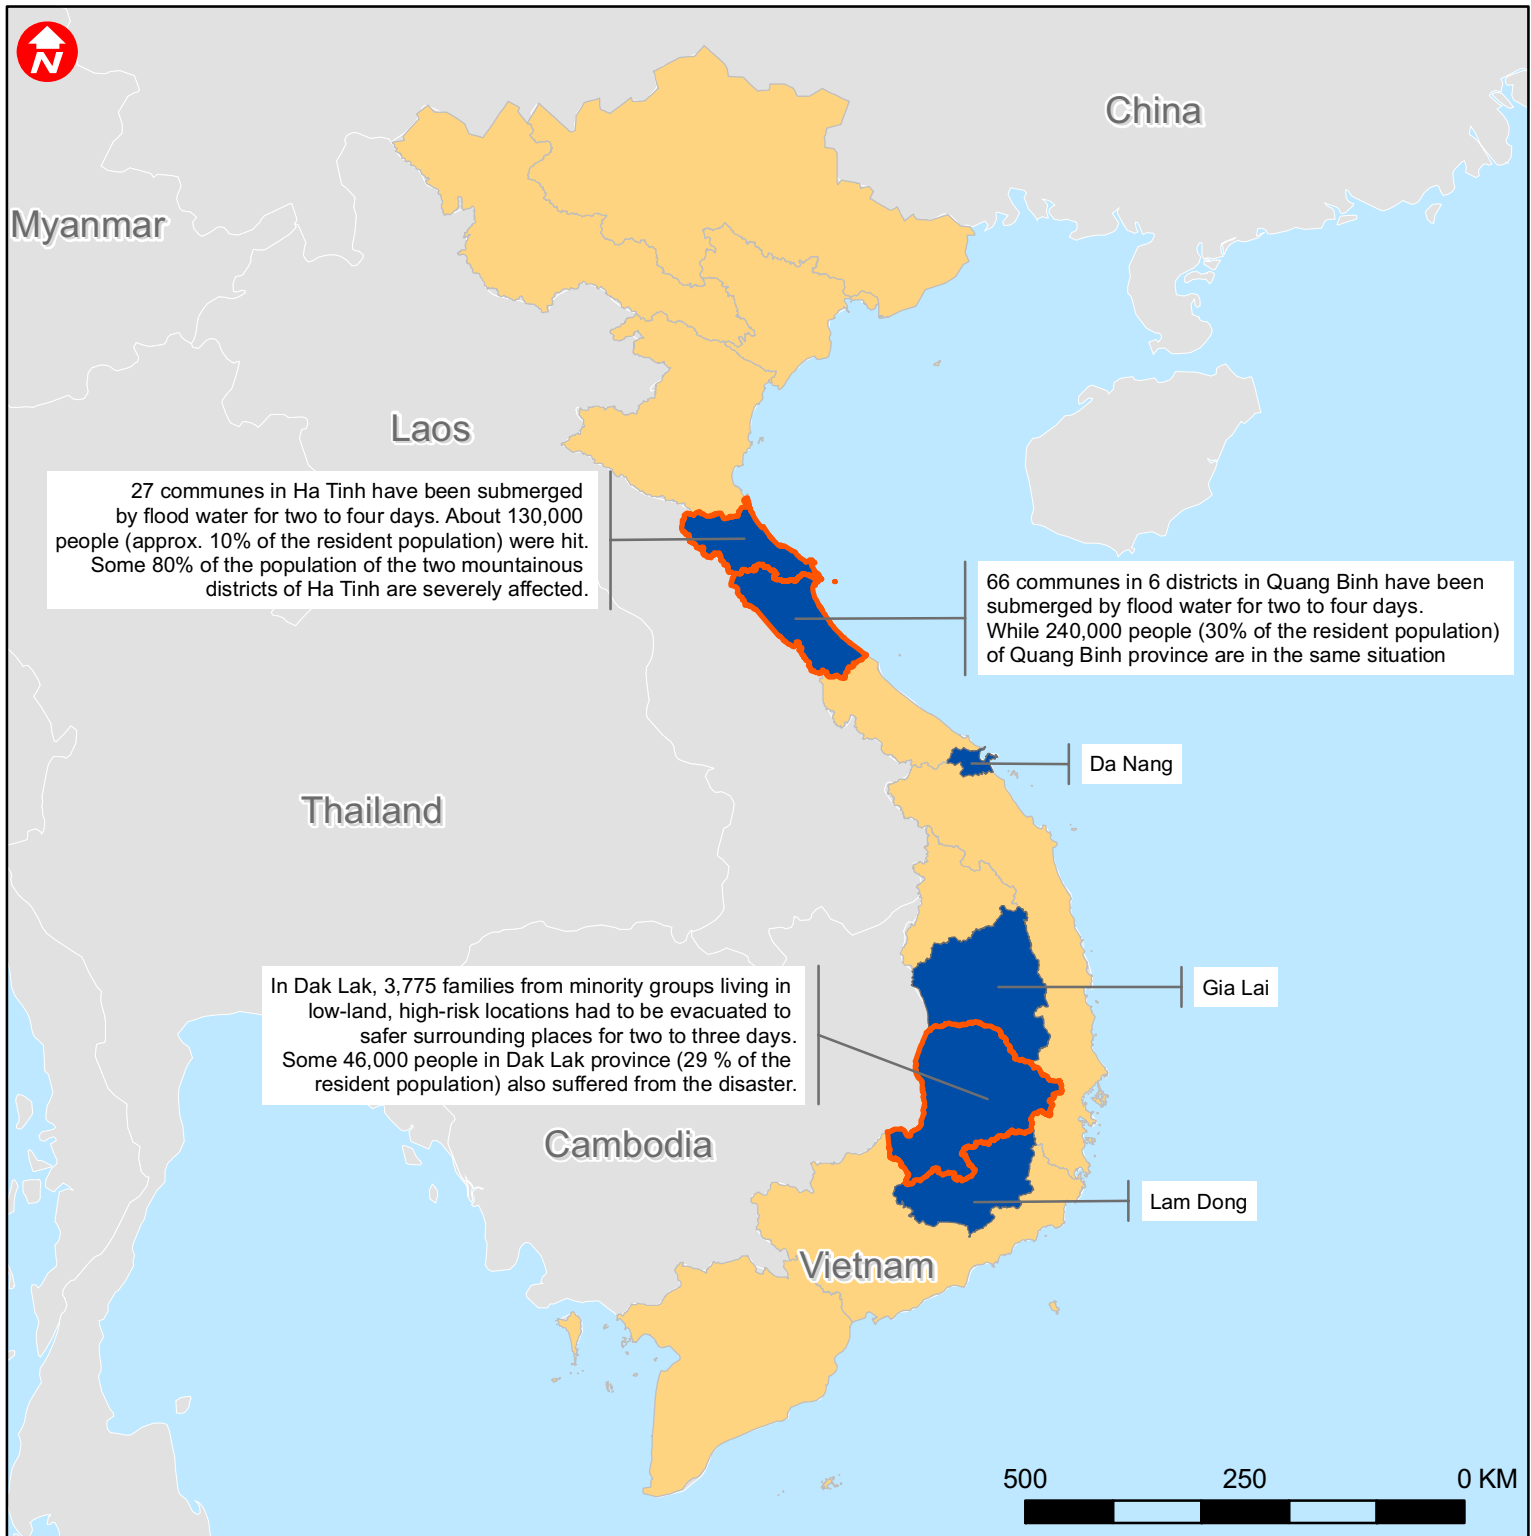 N
China
Myanmar
Laos
27 communes in Ha Tinh have been submerged
by flood water for two to four days. About 130,000
people (approx. 10% of the resident population) were hit.
Some 80% of the population of the two mountainous
districts of Ha Tinh are severely affected.
66 communes in 6 districts in Quang Binh have been
submerged by flood water for two to four days.
While 240,000 people (30% of the resident population)
of Quang Binh province are in the same situation
Da Nang
Thailand
Gia Lai
In Dak Lak, 3,775 families from minority groups living in
low-land, high-risk locations had to be evacuated to
safer surrounding places for two to three days.
Some 46,000 people in Dak Lak province (29 % of the
resident population) also suffered from the disaster.
Cambodia
Lam Dong
Vietnam
500 250 0 KM